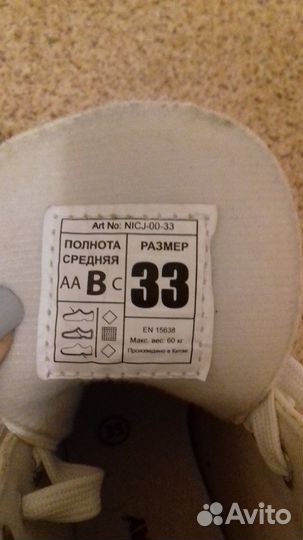 Art No: NICJ-00-33
ПОЛНОТА
СРЕДНЯЯ
AA B C
РАЗМЕР
33
EN 15638
Макс. вес: 60 кг
Произведено в Китае
33
Avito